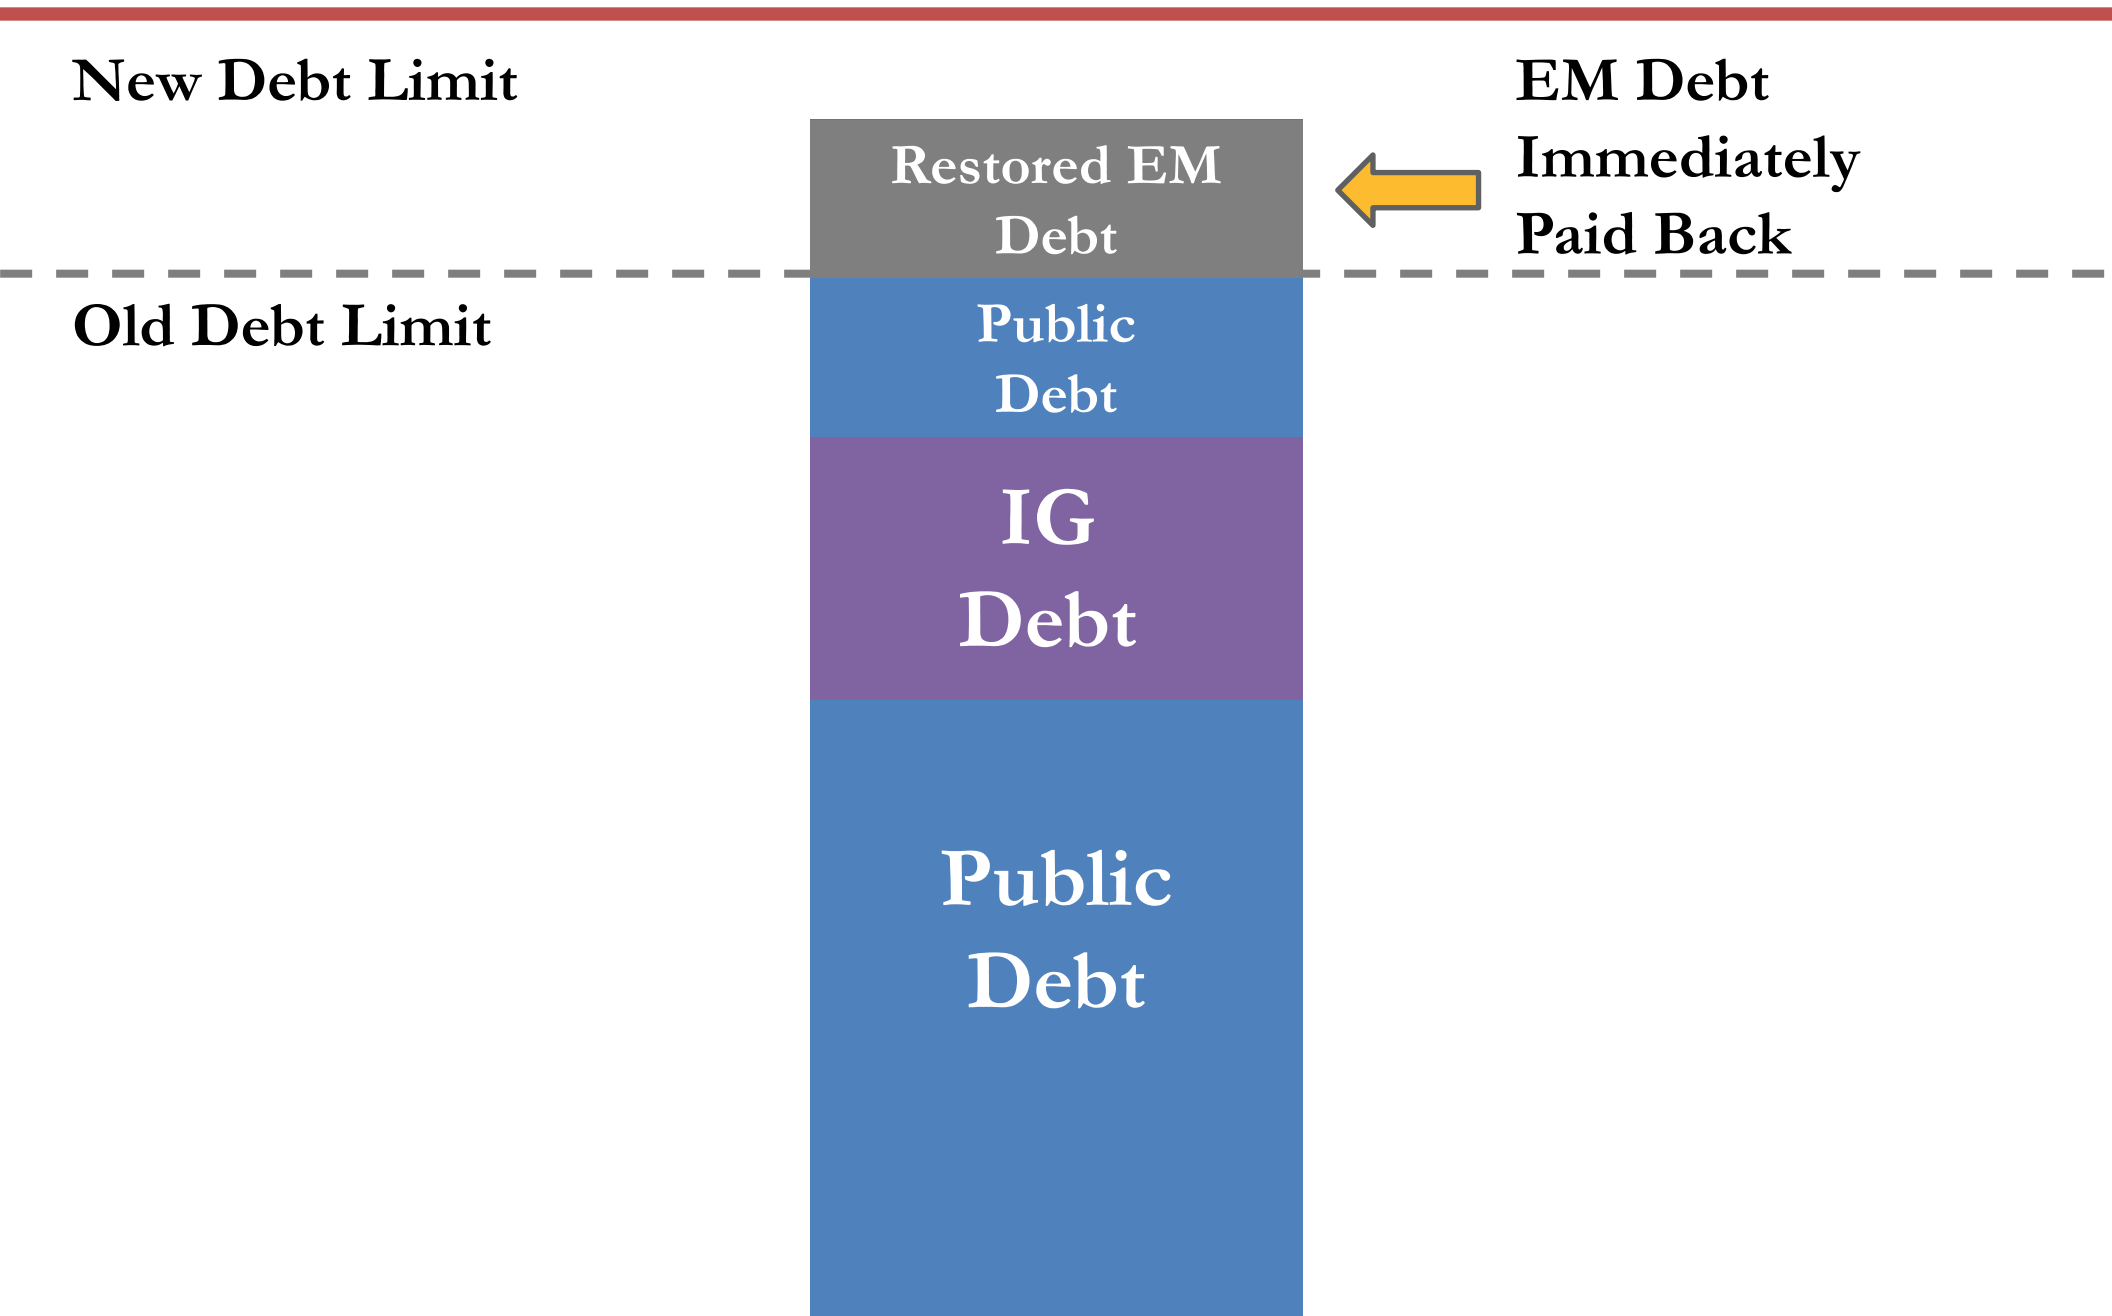 New Debt Limit
EM Debt
Immediately
Paid Back
Restored EM
Debt
Old Debt Limit
Public
Debt
IG
Debt
Public
Debt